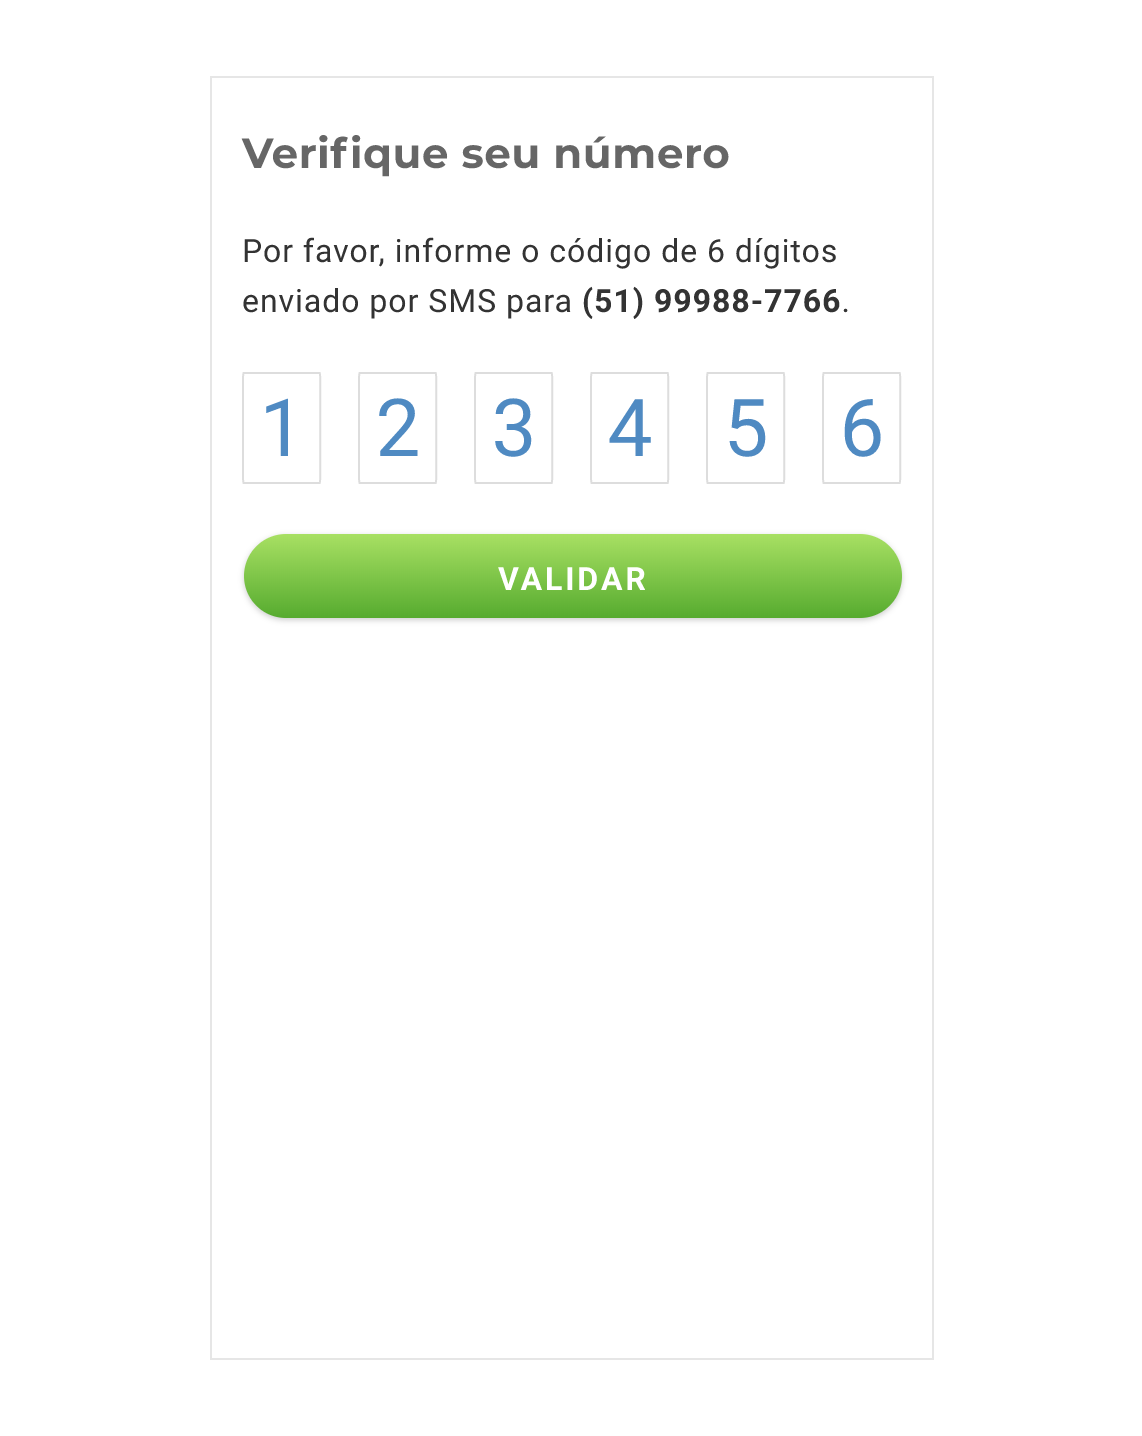 Verifique seu número
Por favor, informe o código de 6 dígitos
enviado por SMS para (51) 99988-7766.
1 2 3 4 5 6
VALIDAR